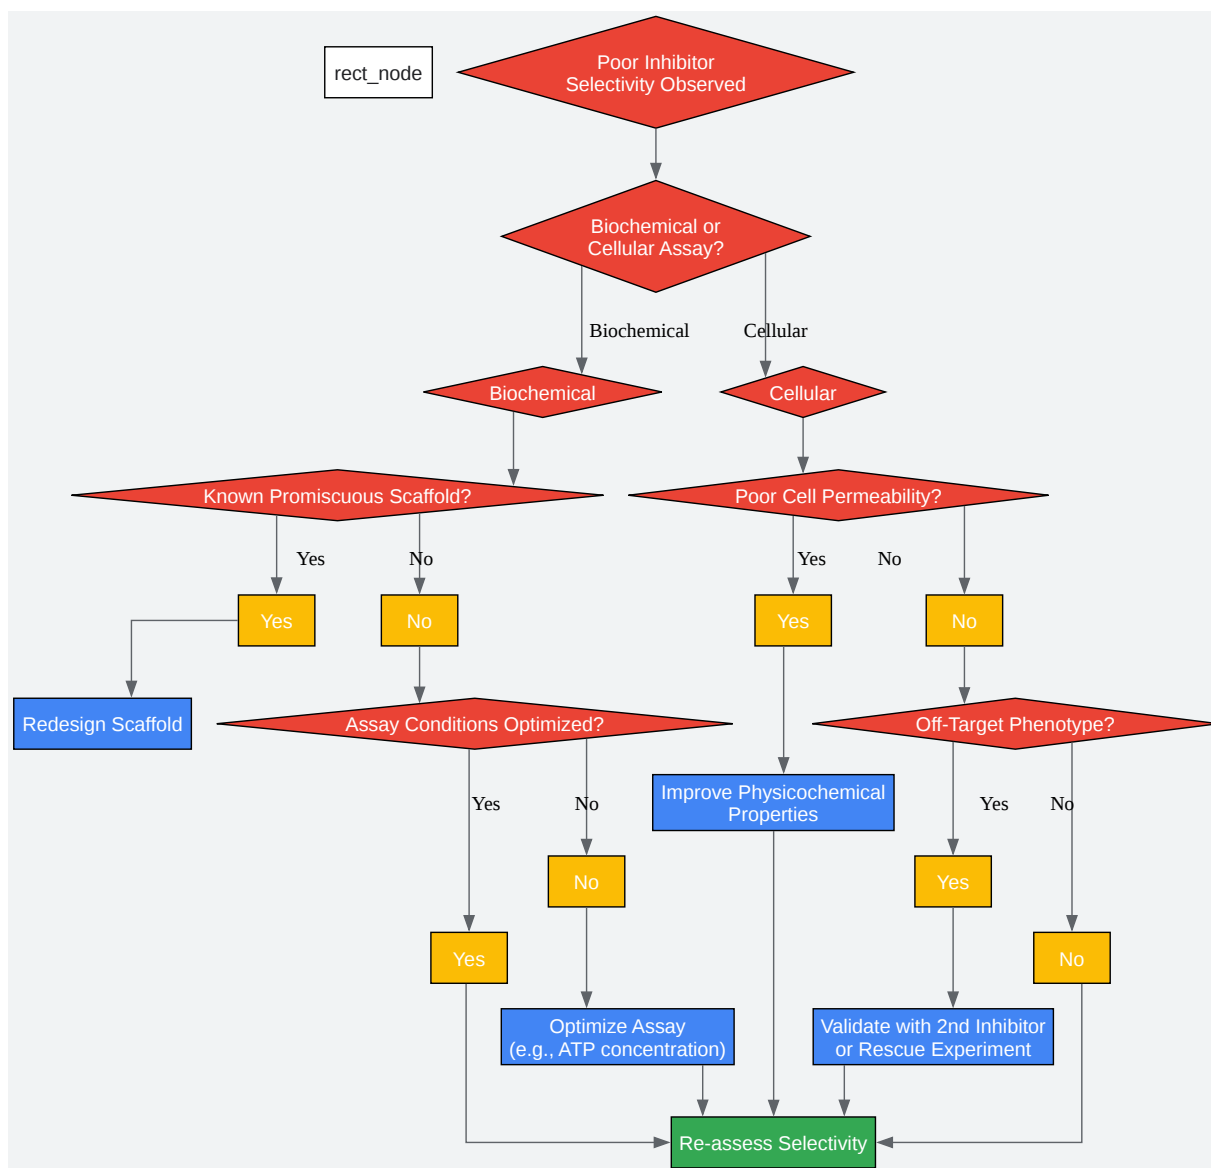 rect_node
Poor Inhibitor
Selectivity Observed
Biochemical or
Cellular Assay?
Biochemical
Cellular
Biochemical
Cellular
Known Promiscuous Scaffold?
Poor Cell Permeability?
Yes
No
Yes
No
Yes
No
Yes
No
Redesign Scaffold
Assay Conditions Optimized?
Off-Target Phenotype?
Improve Physicochemical
Properties
Yes
No
Yes
No
No
Yes
Yes
No
Optimize Assay
(e.g., ATP concentration)
Validate with 2nd Inhibitor
or Rescue Experiment
Re-assess Selectivity